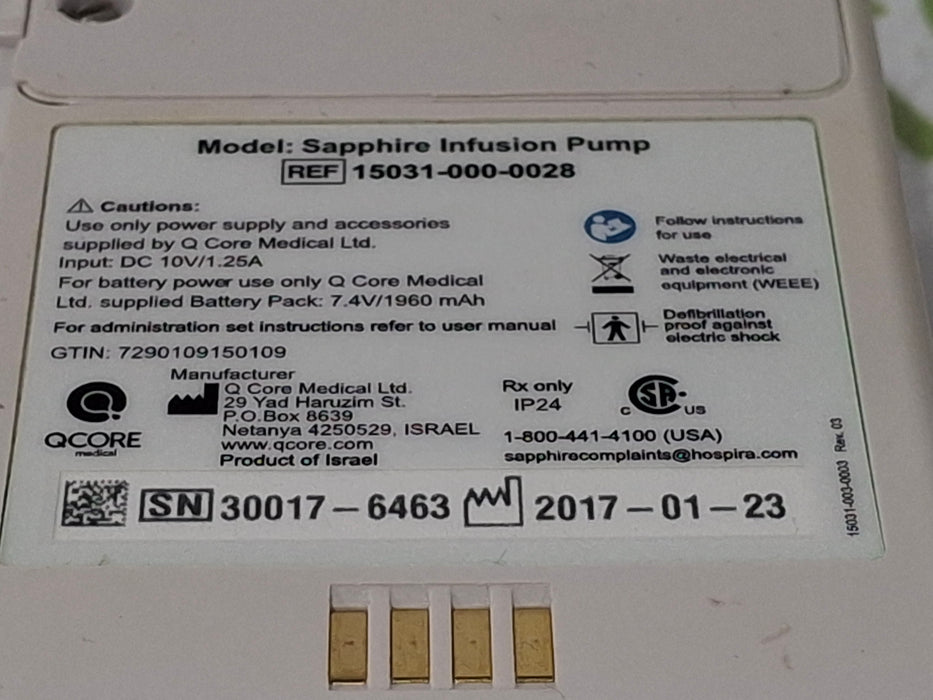 Model: Sapphire Infusion Pump
REF 15031-000-0028
Cautions:
Use only power supply and accessories
supplied by Q Core Medical Ltd.
Input: DC 10V/1.25A
For battery power use only Q Core Medical
Ltd. supplied Battery Pack: 7.4V/1960 mAh
For administration set instructions refer to user manual
GTIN: 7290109150109
Follow instructions
for use
Waste electrical
and electronic
equipment (WEEE)
Defibrillation
proof against
electric shock
QCORE
medical
Manufacturer
Q Core Medical Ltd.
29 Yad Haruzim St.
P.O.Box 8639
Netanya 4250529, ISRAEL
www.qcore.com
Product of Israel
Rx only
IP24
C SA US
1-800-441-4100 (USA)
sapphirecomplaints@hospira.com
SN 30017-6463 2017-01-23
15031-003-0003 Rev. 03